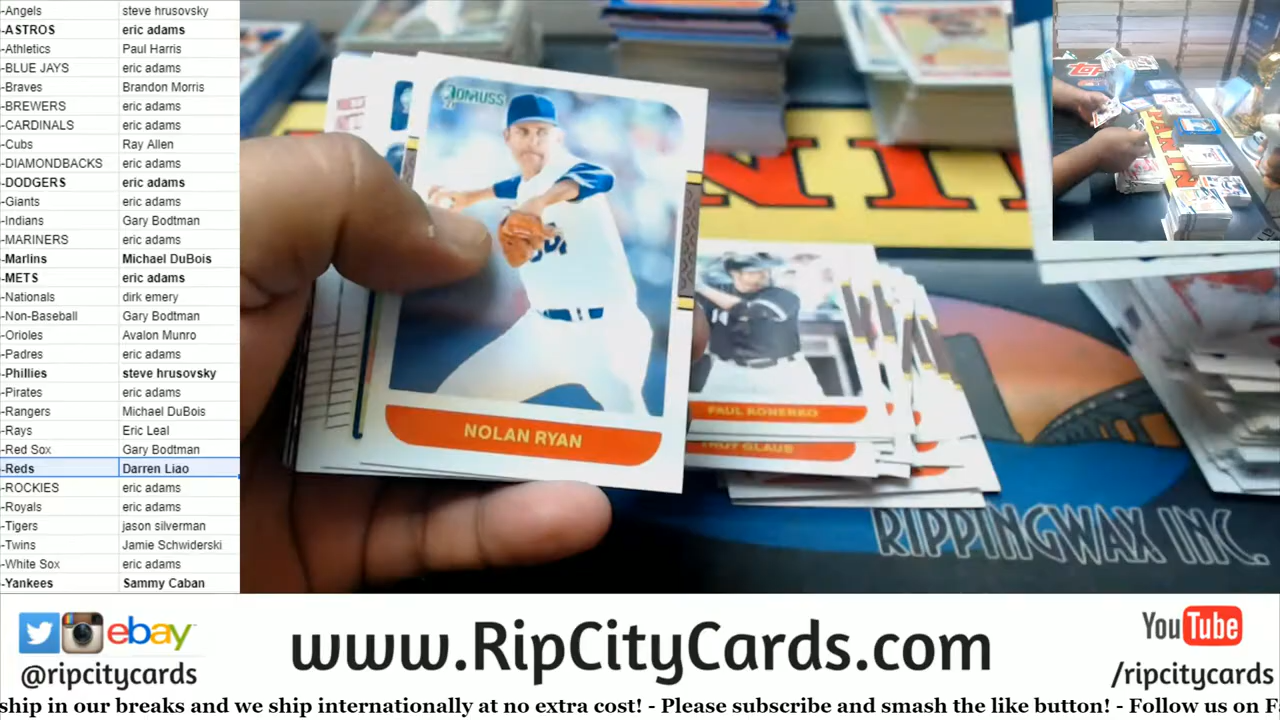 -Angels steve hrusovsky
-ASTROS eric adams
-Athletics Paul Harris
-BLUE JAYS eric adams
-Braves Brandon Morris
-BREWERS eric adams
-CARDINALS eric adams
-Cubs Ray Allen
-DIAMONDBACKS eric adams
-DODGERS eric adams
-Giants eric adams
-Indians Gary Bodtman
-MARINERS eric adams
-Marlins Michael DuBois
-METS eric adams
-Nationals dirk emery
-Non-Baseball Gary Bodtman
-Orioles Avalon Munro
-Padres eric adams
-Phillies steve hrusovsky
-Pirates eric adams
-Rangers Michael DuBois
-Rays Eric Leal
-Red Sox Gary Bodtman
-Reds Darren Liao
-ROCKIES eric adams
-Royals eric adams
-Tigers jason silverman
-Twins Jamie Schwiderski
-White Sox eric adams
-Yankees Sammy Caban
DONRUSS
NOLAN RYAN
PAUL KONERKO
TROY GLAUS
RIPPINGWAX INC.
ebay
@ripcitycards
www.RipCityCards.com
YouTube
/ripcitycards
ship in our breaks and we ship internationally at no extra cost! - Please subscribe and smash the like button! - Follow us on F